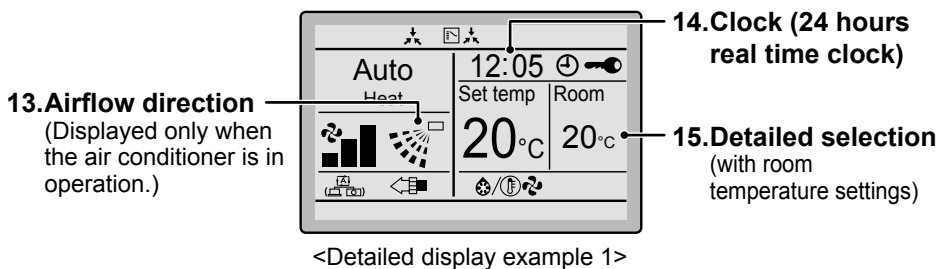 14.Clock (24 hours
real time clock)
12:05
Auto
Heat
13.Airflow direction
(Displayed only when
the air conditioner is in
operation.)
Set temp Room
20°C 20°C
15.Detailed selection
(with room
temperature settings)
(A)
<Detailed display example 1>